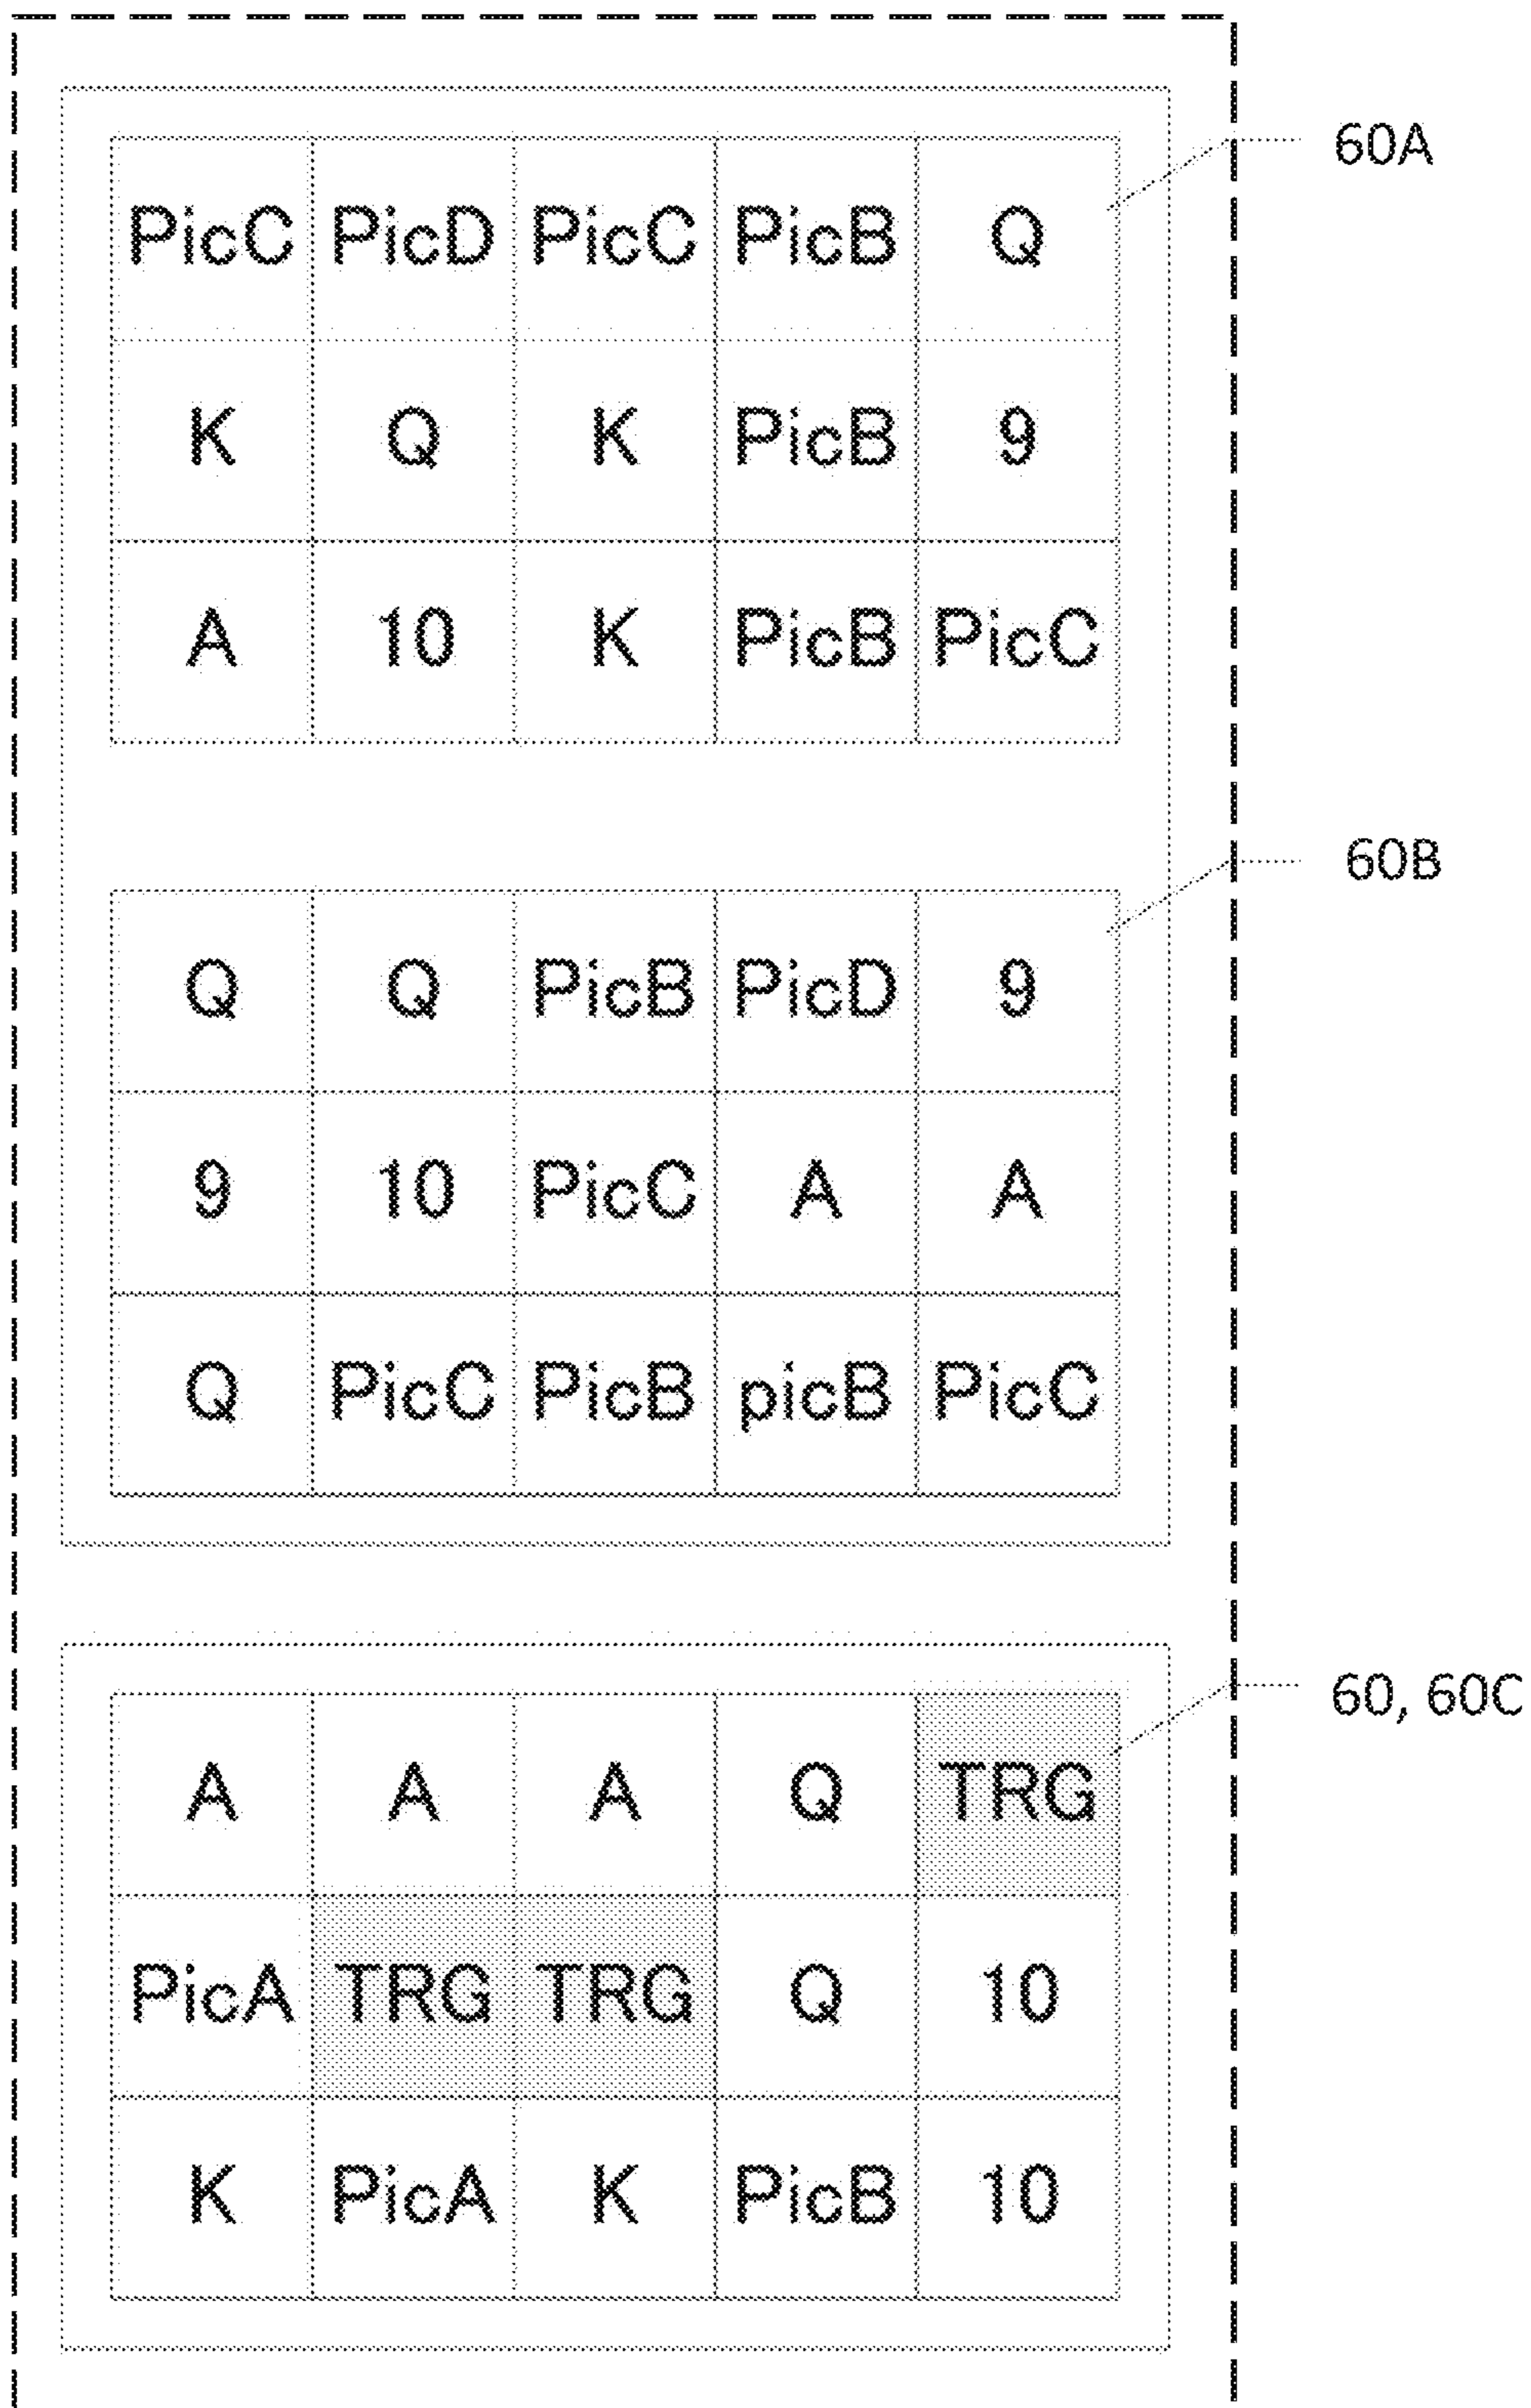 60A
PicC PicD PicC PicB Q
K Q K PicB 9
A 10 K PicB PicC
60B
Q Q PicB PicD 9
9 10 PicC A A
Q PicC PicB picB PicC
60, 60C
A A A Q TRG
PicA TRG TRG Q 10
K PicA K PicB 10